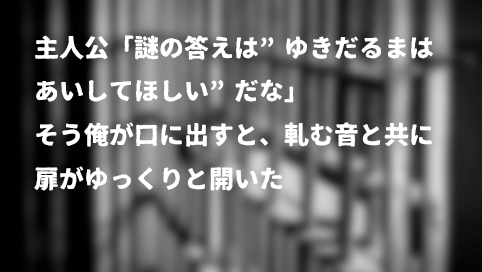 主人公「謎の答えは”ゆきだるまは
あいしてほしい”だな」
そう俺が口に出すと、軋む音と共に
扉がゆっくりと開いた